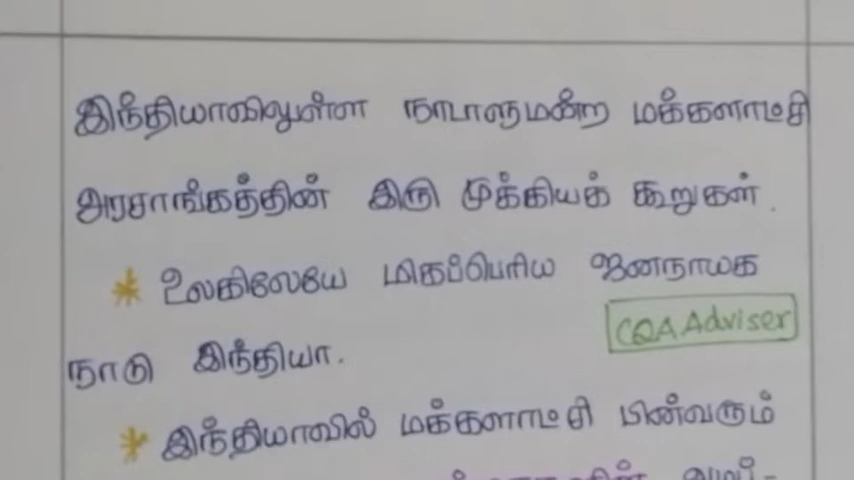 இந்தியாவிலுள்ள நாடாளுமன்ற மக்களாட்சி
அரசாங்கத்தின் இரு முக்கியக் கூறுகள்.
* உலகிலேயே மிகப்பெரிய ஜனநாயக
CQA Adviser
நாடு இந்தியா.
* இந்தியாவில் மக்களாட்சி பின்வரும்